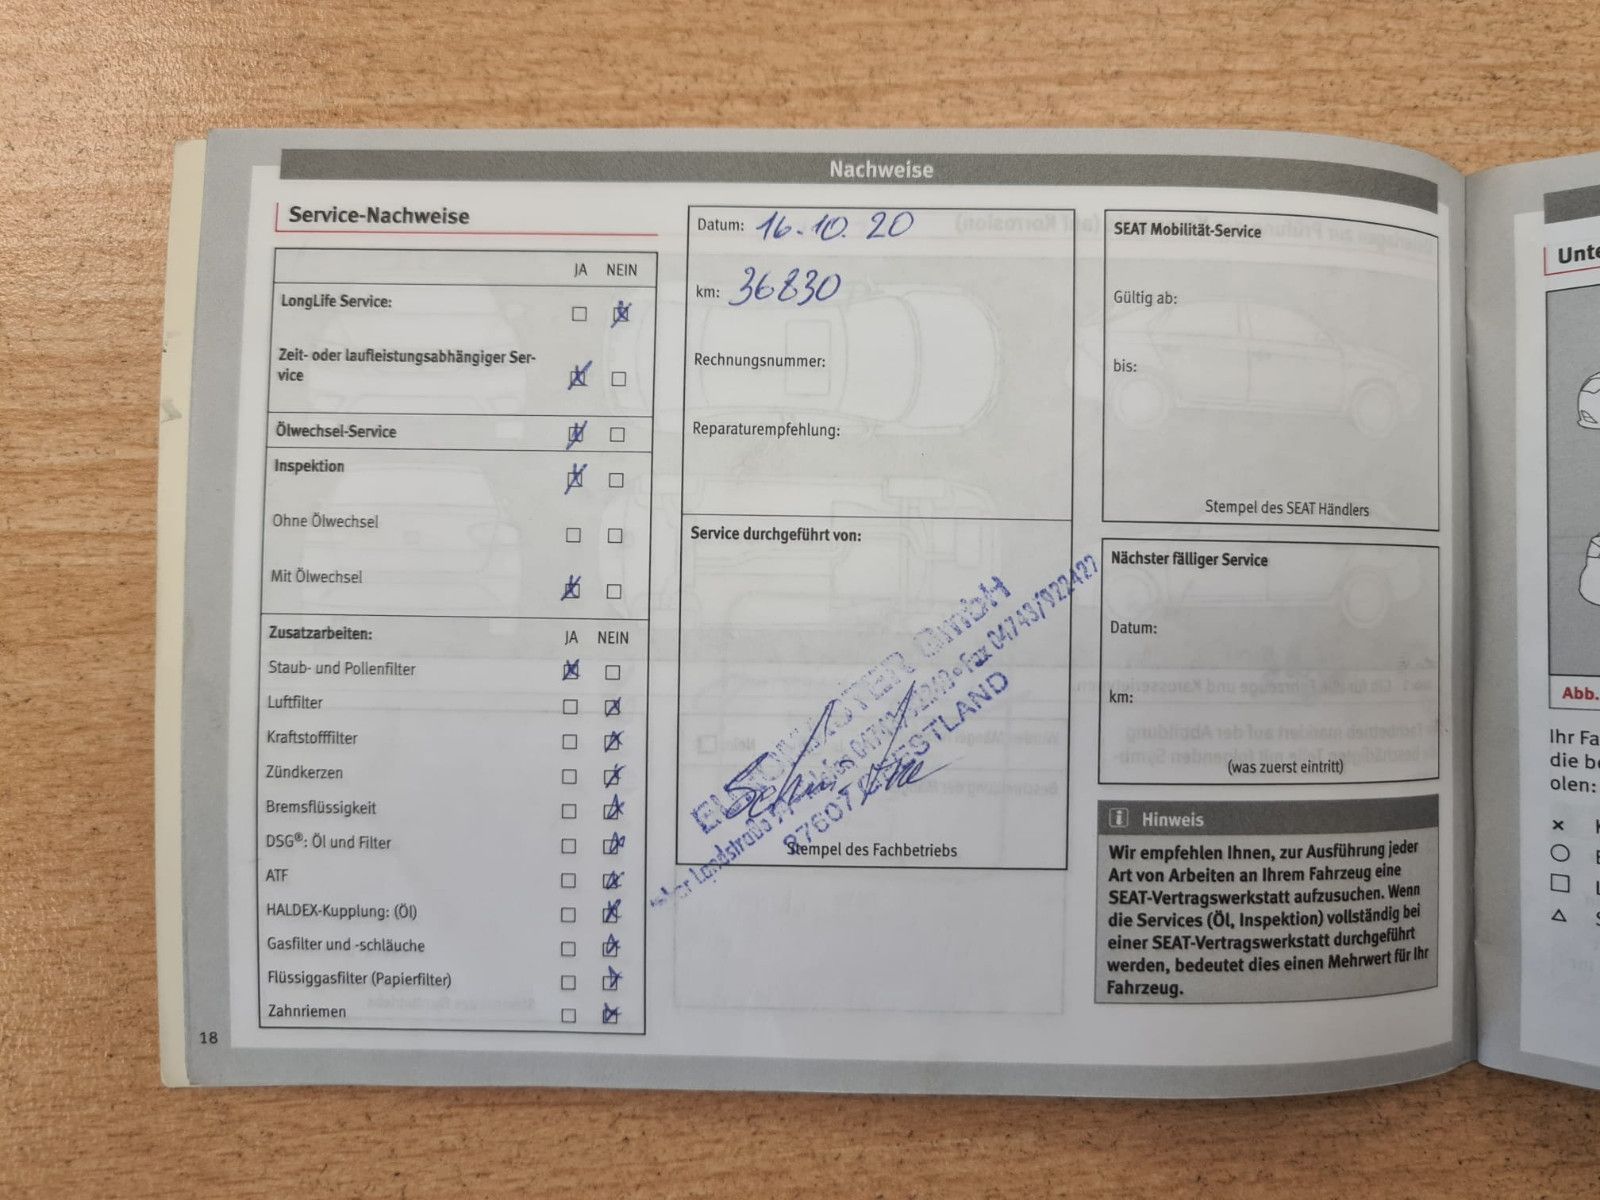 Nachweise
Service-Nachweise
JA NEIN
LongLife Service:
Zeit- oder laufleistungsabhängiger Ser-
vice
Ölwechsel-Service
Inspektion
Ohne Ölwechsel
Mit Ölwechsel
Zusatzarbeiten: JA NEIN
Staub- und Pollenfilter
Luftfilter
Kraftstofffilter
Zündkerzen
Bremsflüssigkeit
DSG®: Öl und Filter
ATF
HALDEX-Kupplung: (Öl)
Gasfilter und -schläuche
Flüssiggasfilter (Papierfilter)
Zahnriemen
18
Datum: 16.10.20
km: 36830
Rechnungsnummer:
Reparaturempfehlung:
Service durchgeführt von:
GmbH
Fax 04743/922427
Stempel des Fachbetriebs
SEAT Mobilität-Service
Gültig ab:
bis:
Stempel des SEAT Händlers
Nächster fälliger Service
Datum:
km:
(was zuerst eintritt)
i Hinweis
Wir empfehlen Ihnen, zur Ausführung jeder
Art von Arbeiten an Ihrem Fahrzeug eine
SEAT-Vertragswerkstatt aufzusuchen. Wenn
die Services (Öl, Inspektion) vollständig bei
einer SEAT-Vertragswerkstatt durchgeführt
werden, bedeutet dies einen Mehrwert für Ihr
Fahrzeug.
Unte
Abb.
Ihr Fa
die be
olen: